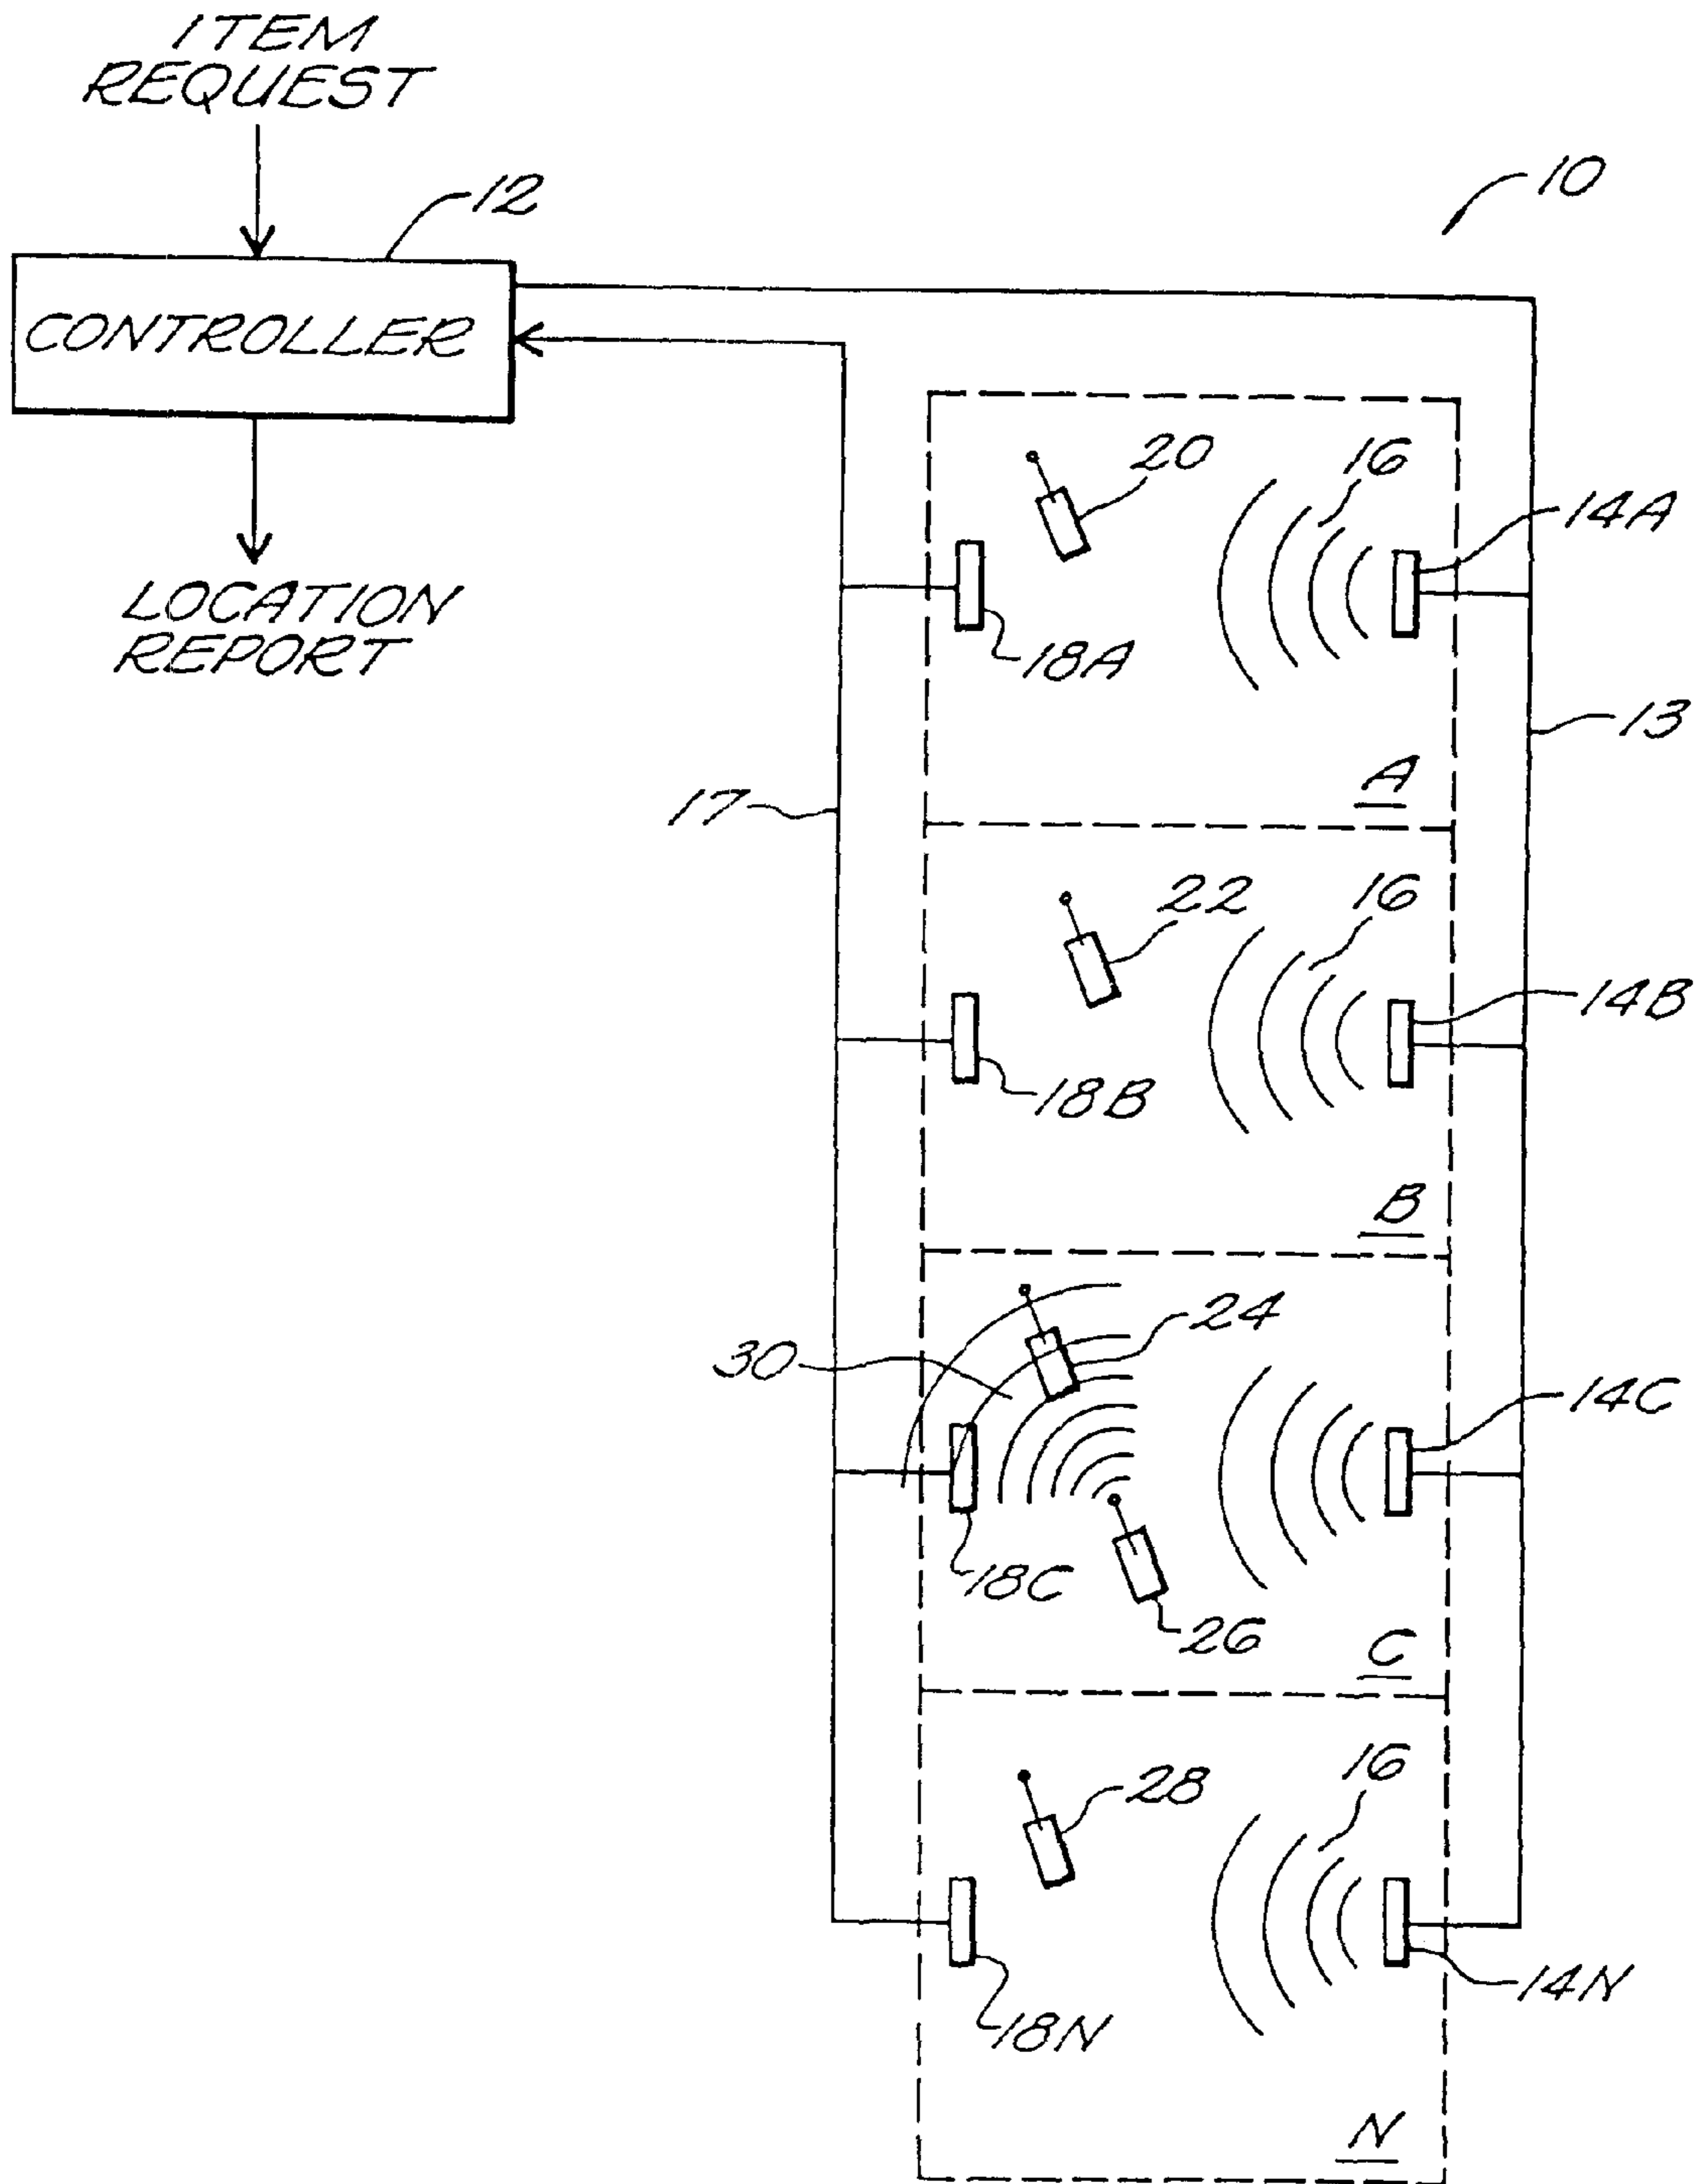 ITEM
REQUEST
12
10
CONTROLLER
LOCATION
REPORT
20
16
14A
18A
13
A
17
22
16
14B
18B
B
24
30
14C
18C
26
C
16
28
14N
18N
N